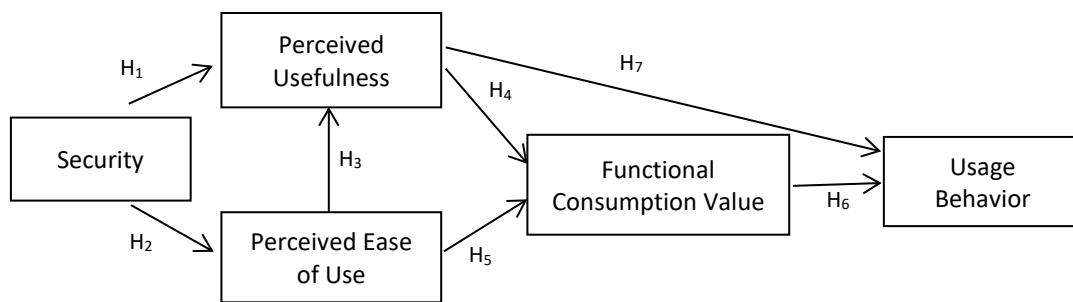 Perceived
Usefulness
H₁
H₇
H₄
Security
H₃
Functional
Consumption Value
Usage
Behavior
H₆
H₂
Perceived Ease
of Use
H₅